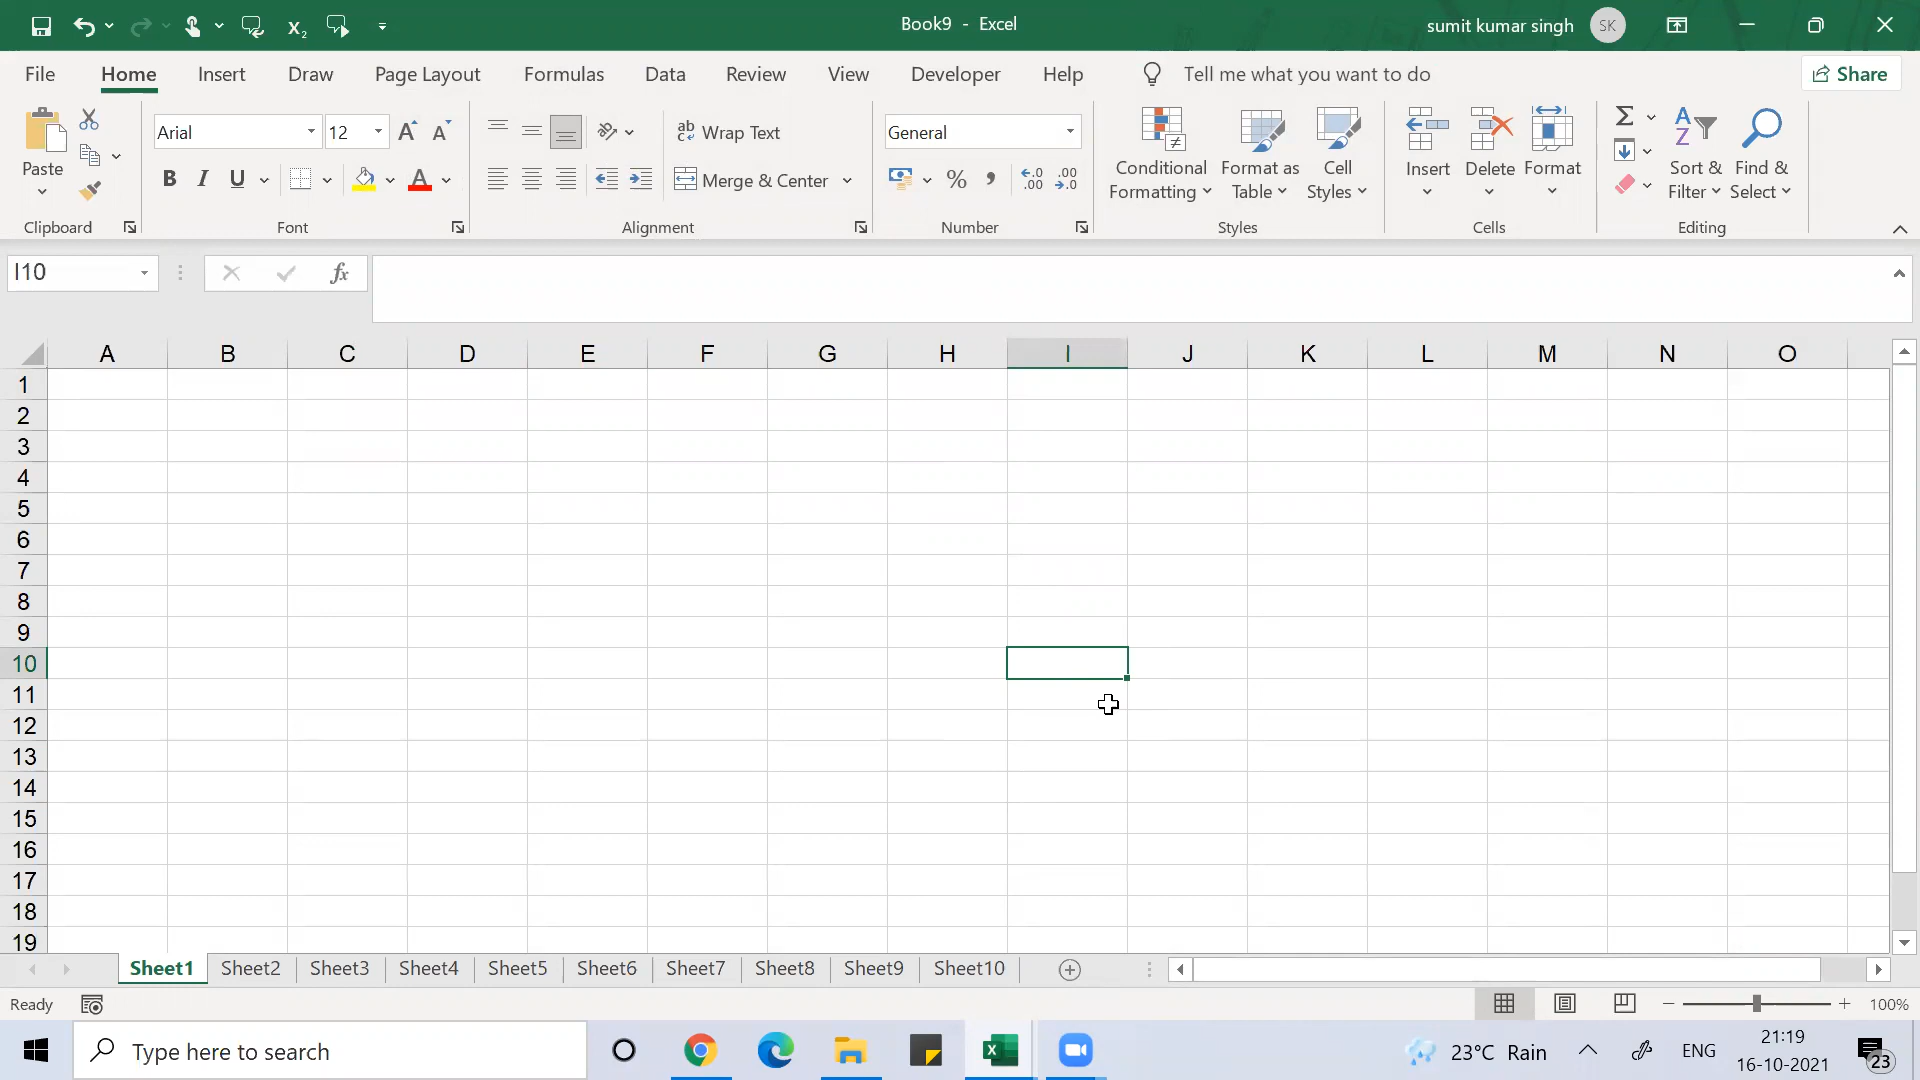 Book9 - Excel
sumit kumar singh SK
File Home Insert Draw Page Layout Formulas Data Review View Developer Help Tell me what you want to do Share
Paste
Arial 12
Wrap Text
General
Conditional Formatting
Format as Table
Cell Styles
Insert Delete Format
Sort & Filter
Find & Select
B I U
Merge & Center
% ,
Clipboard Font Alignment Number Styles Cells Editing
I10 fx
A B C D E F G H I J K L M N O
1
2
3
4
5
6
7
8
9
10
11
12
13
14
15
16
17
18
19
Sheet1 Sheet2 Sheet3 Sheet4 Sheet5 Sheet6 Sheet7 Sheet8 Sheet9 Sheet10
Ready 100%
Type here to search 23°C Rain ENG 21:19
16-10-2021 23